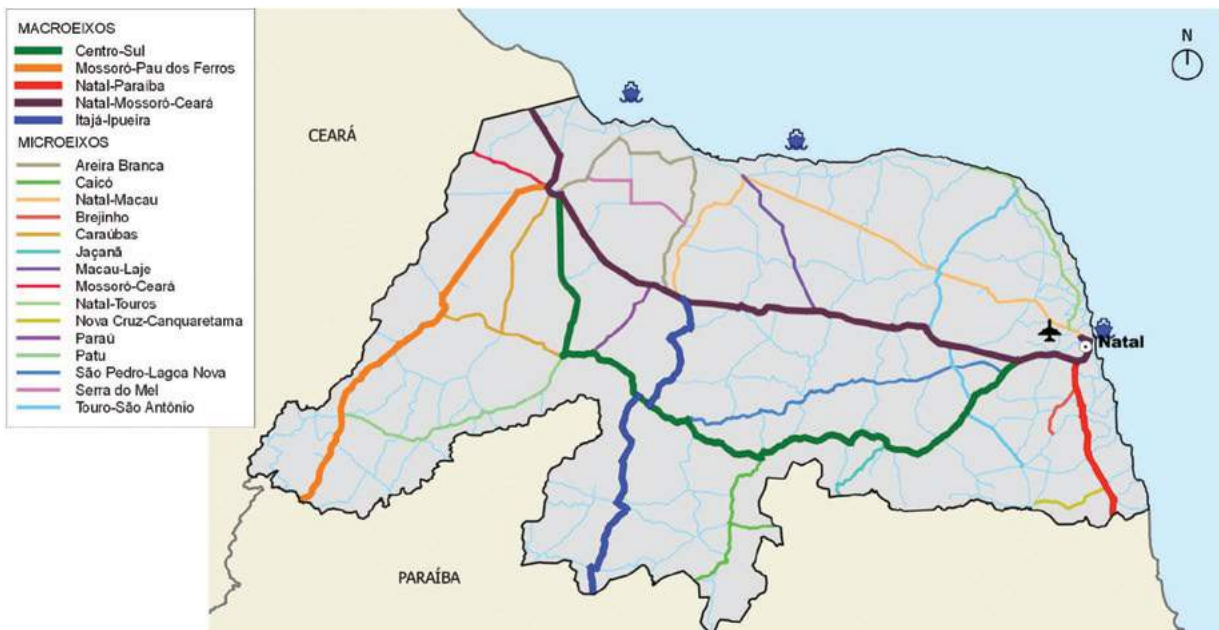 MACROEIXOS
Centro-Sul
Mossoró-Pau dos Ferros
Natal-Paraíba
Natal-Mossoró-Ceará
Itajá-Ipueira
MICROEIXOS
Areira Branca
Caicó
Natal-Macau
Brejinho
Caraúbas
Jaçanã
Macau-Laje
Mossoró-Ceará
Natal-Touros
Nova Cruz-Canquaretama
Paraú
Patu
São Pedro-Lagoa Nova
Serra do Mel
Touro-São Antônio
N
CEARÁ
Natal
PARAÍBA